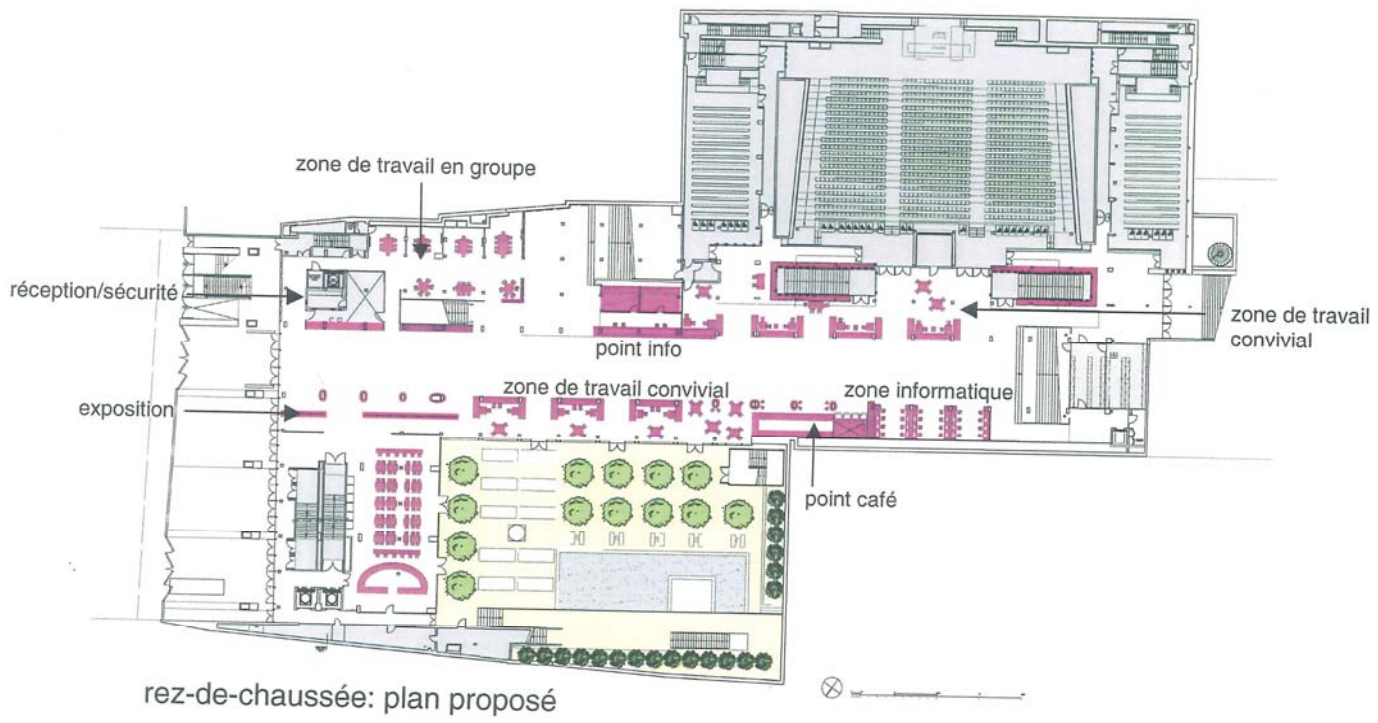 zone de travail en groupe
réception/sécurité
zone de travail
convivial
point info
zone de travail convivial
zone informatique
exposition
point café
rez-de-chaussée: plan proposé